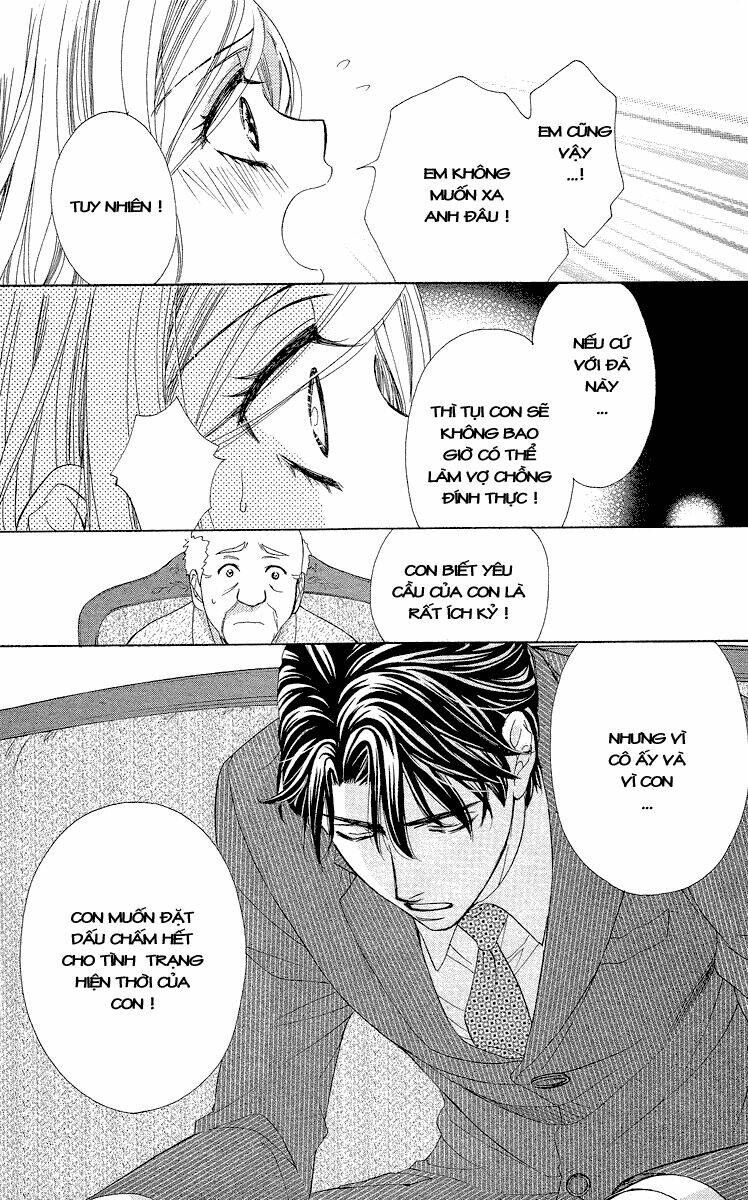 EM CŨNG
VẬY
...!
EM KHÔNG
MUỐN XA
ANH ĐÂU !
TUY NHIÊN !
NẾU CỨ
VỚI ĐÀ
NÀY
...
THÌ TỤI CON SẼ
KHÔNG BAO
GIỜ CÓ THỂ
LÀM VỢ CHỒNG
ĐÍNH THỰC !
CON BIẾT YÊU
CẦU CỦA CON LÀ
RẤT ÍCH KỶ !
NHƯNG VÌ
CÔ ẤY VÀ
VÌ CON
...
CON MUỐN ĐẶT
DẤU CHẤM HẾT
CHO TÌNH TRẠNG
HIỆN THỜI CỦA
CON !